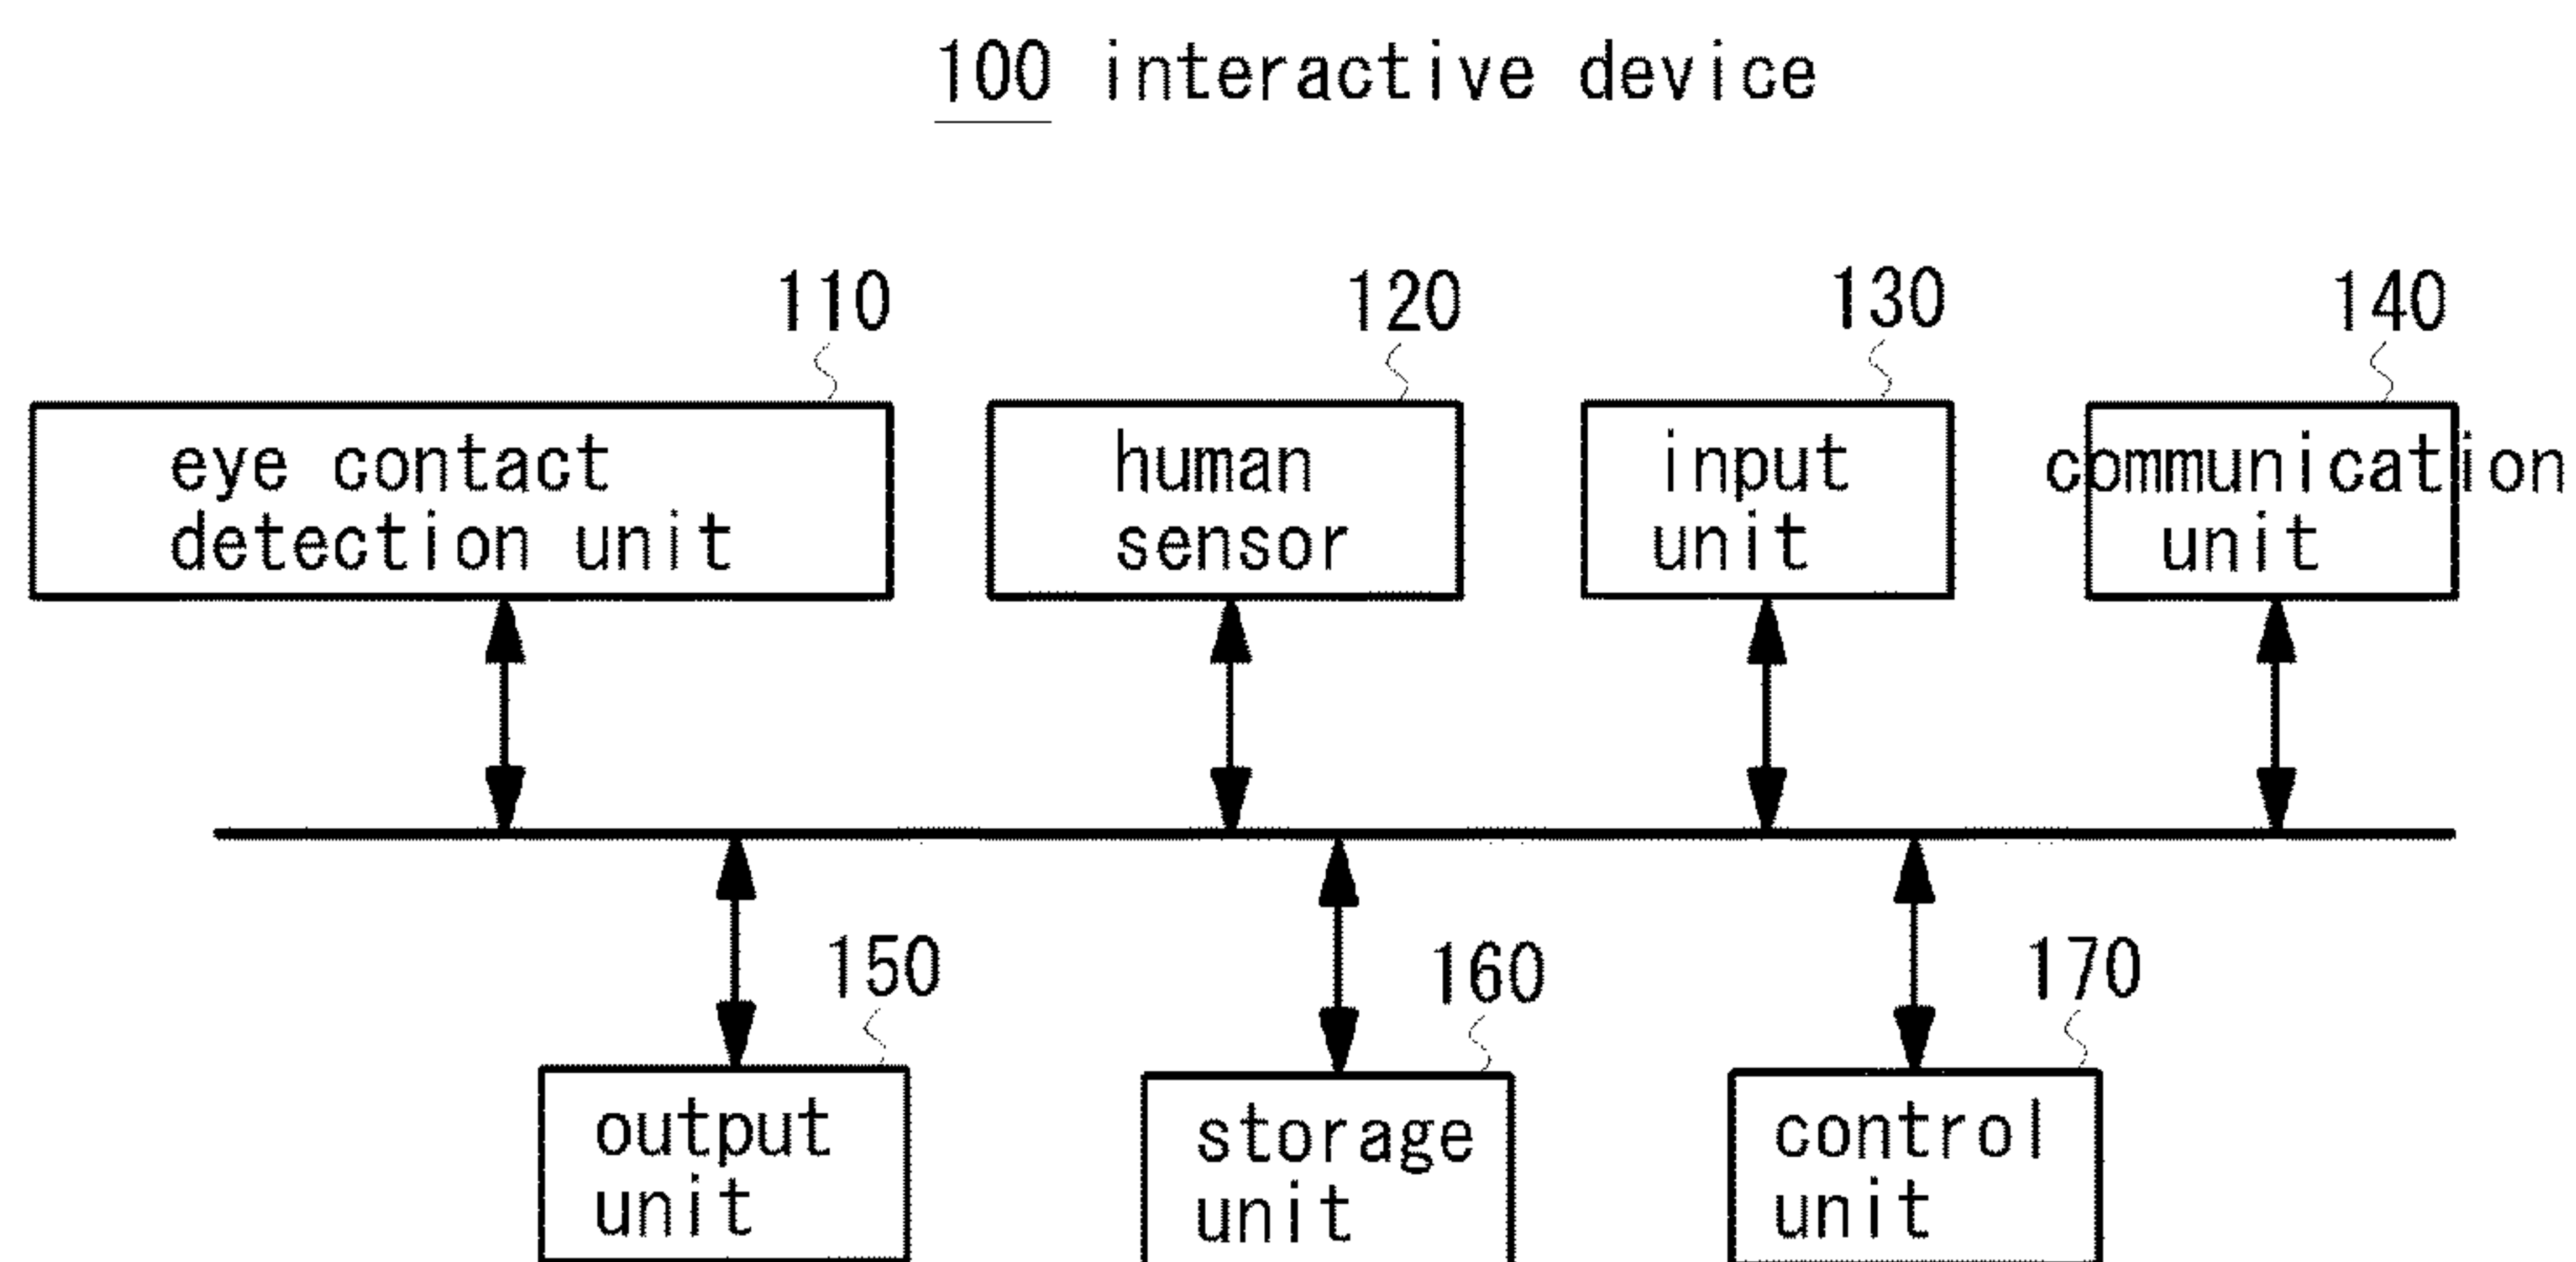 100 interactive device
110
120
130
140
eye contact
detection unit
human
sensor
input
unit
communication
unit
150
160
170
output
unit
storage
unit
control
unit